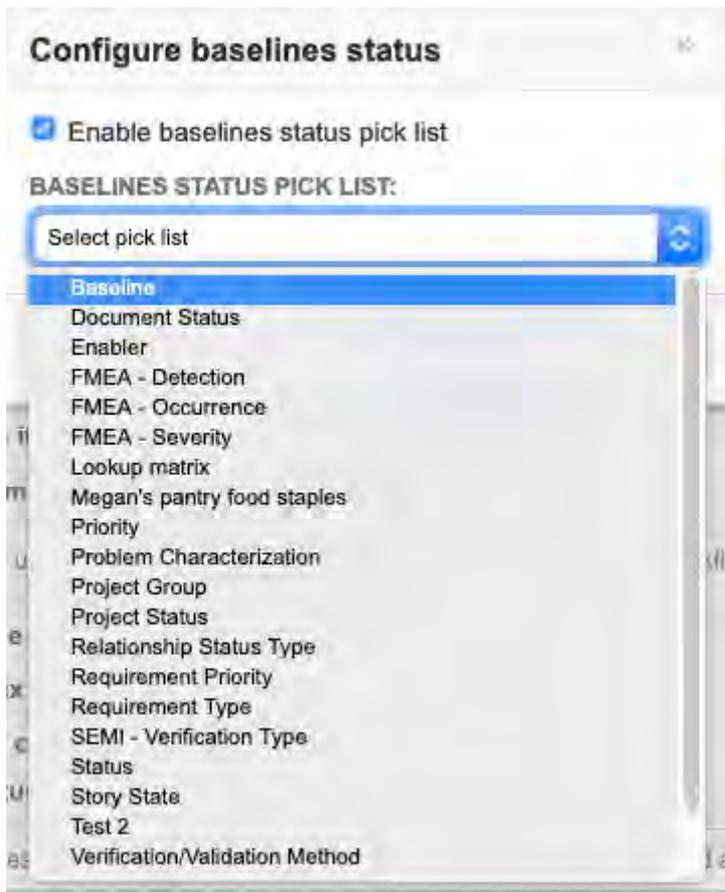 Configure baselines status
Enable baselines status pick list
BASELINES STATUS PICK LIST:
Select pick list
Baseline
Document Status
Enabler
FMEA - Detection
FMEA - Occurrence
FMEA - Severity
Lookup matrix
Megan's pantry food staples
Priority
Problem Characterization
Project Group
Project Status
Relationship Status Type
Requirement Priority
Requirement Type
SEMI - Verification Type
Status
Story State
Test 2
Verification/Validation Method